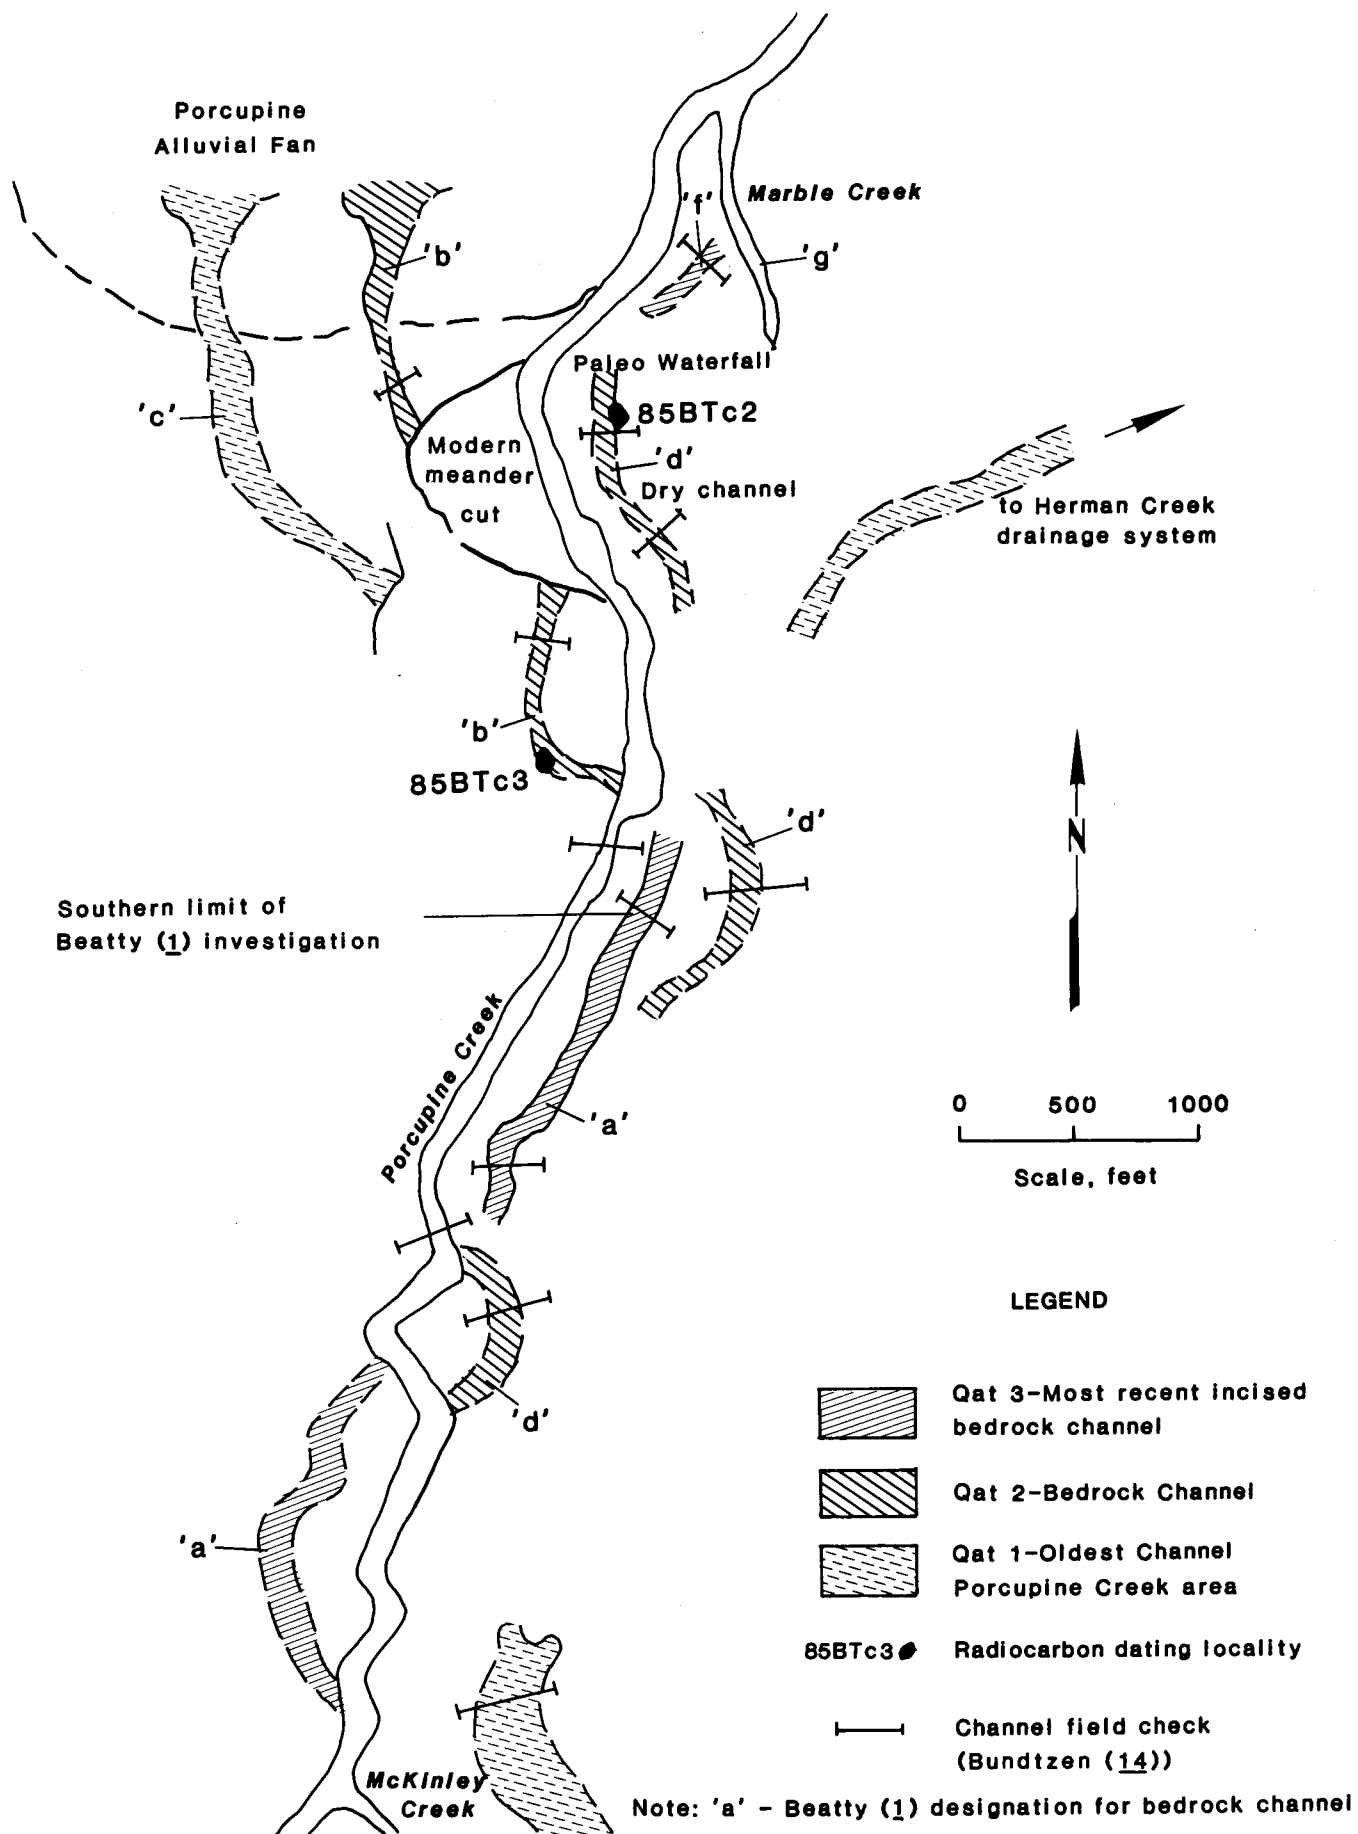 Porcupine
Alluvial Fan
Marble Creek
'f'
'b'
'g'
Paleo Waterfall
'c'
85BTc2
Modern
meander
cut
'd'
Dry channel
to Herman Creek
drainage system
'b'
85BTc3
'd'
N
Southern limit of
Beatty (1) investigation
Porcupine Creek
'a'
0 500 1000
Scale, feet
LEGEND
Qat 3-Most recent incised
bedrock channel
'd'
Qat 2-Bedrock Channel
'a'
Qat 1-Oldest Channel
Porcupine Creek area
85BTc3 Radiocarbon dating locality
Channel field check
(Bundtzen (14))
McKinley
Creek
Note: 'a' - Beatty (1) designation for bedrock channel